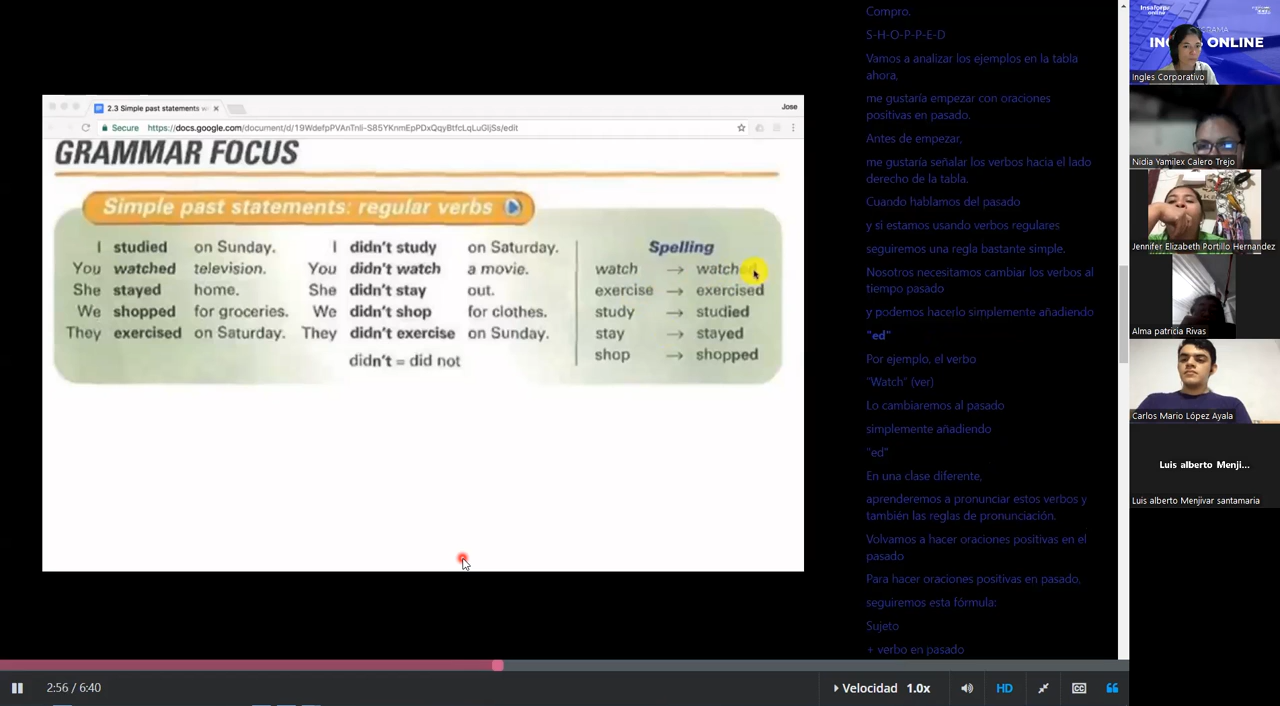 2.3 Simple past statements w
Jose
Secure
https://docs.google.com/document/d/19WdefpPVAnTnIi-S85YKnmEpPDxQqyBtfcLqLuGIjSs/edit
GRAMMAR FOCUS
Simple past statements: regular verbs
I studied on Sunday.
You watched television.
She stayed home.
We shopped for groceries.
They exercised on Saturday.
I didn't study on Saturday.
You didn't watch a movie.
She didn't stay out.
We didn't shop for clothes.
They didn't exercise on Sunday.
didn't = did not
Spelling
watch → watch
exercise → exercised
study → studied
stay → stayed
shop → shopped
2:56 / 6:40
Velocidad 1.0x
HD
CC
Compro.
S-H-O-P-P-E-D
Vamos a analizar los ejemplos en la tabla
ahora,
me gustaría empezar con oraciones
positivas en pasado.
Antes de empezar,
me gustaría señalar los verbos hacia el lado
derecho de la tabla.
Cuando hablamos del pasado
y si estamos usando verbos regulares
seguiremos una regla bastante simple.
Nosotros necesitamos cambiar los verbos al
tiempo pasado
y podemos hacerlo simplemente añadiendo
"ed"
Por ejemplo, el verbo
"Watch" (ver)
Lo cambiaremos al pasado
simplemente añadiendo
"ed"
En una clase diferente,
aprenderemos a pronunciar estos verbos y
también las reglas de pronunciación.
Volvamos a hacer oraciones positivas en el
pasado
Para hacer oraciones positivas en pasado,
seguiremos esta fórmula:
Sujeto
+ verbo en pasado
online
ONLINE
Ingles Corporativo
Nidia Yamilex Calero Trejo
Jennifer Elizabeth Portillo Hernandez
Alma patricia Rivas
Carlos Mario López Ayala
Luis alberto Menji...
Luis alberto Menjivar santamaria